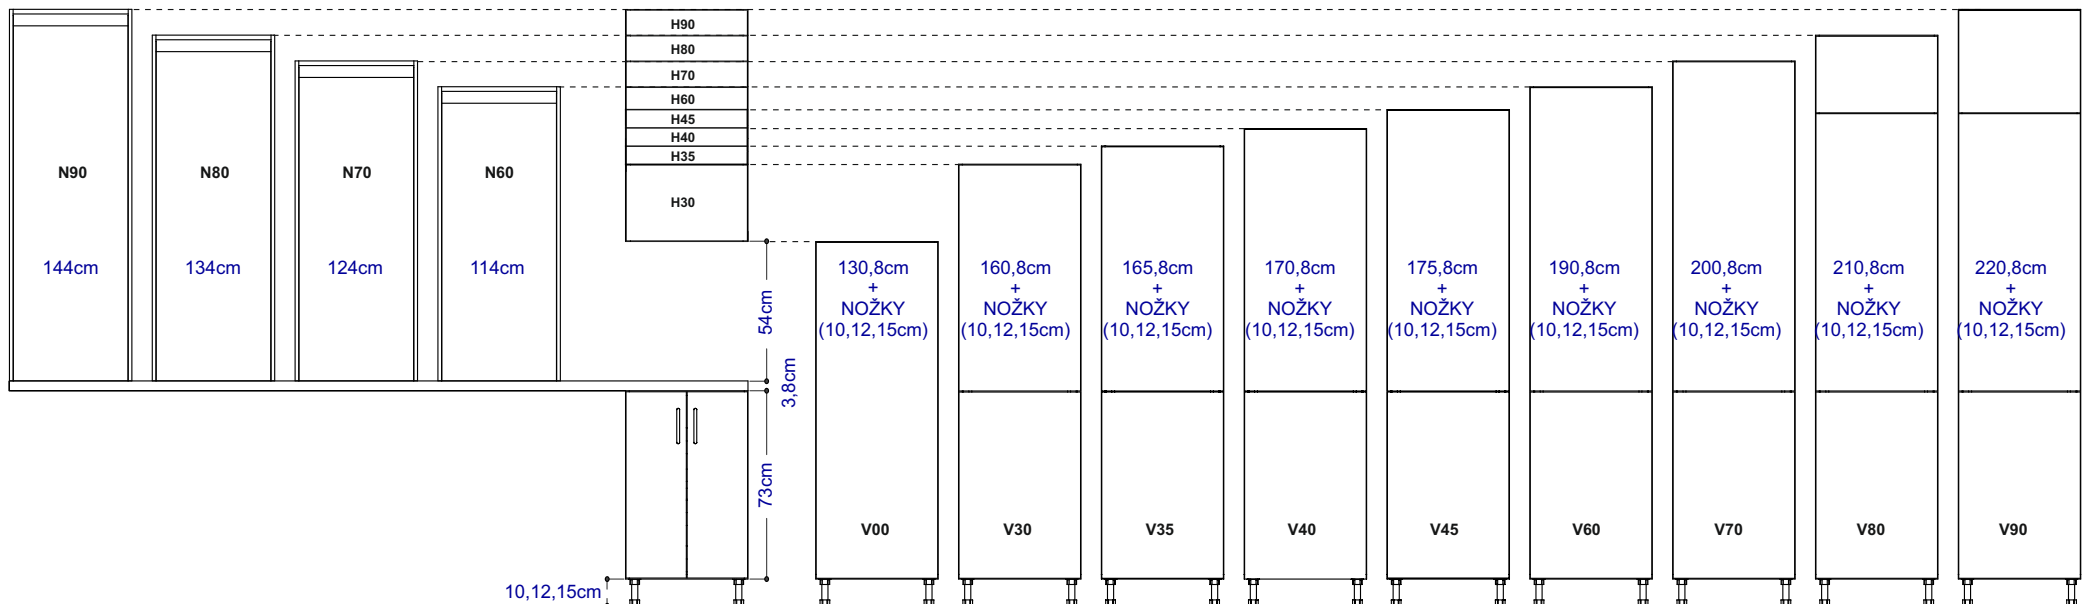 N90
144cm
N80
134cm
N70
124cm
N60
114cm
H90
H80
H70
H60
H45
H40
H35
H30
54cm
3,8cm
73cm
10,12,15cm
130,8cm
+
NOŽKY
(10,12,15cm)
V00
160,8cm
+
NOŽKY
(10,12,15cm)
V30
165,8cm
+
NOŽKY
(10,12,15cm)
V35
170,8cm
+
NOŽKY
(10,12,15cm)
V40
175,8cm
+
NOŽKY
(10,12,15cm)
V45
190,8cm
+
NOŽKY
(10,12,15cm)
V60
200,8cm
+
NOŽKY
(10,12,15cm)
V70
210,8cm
+
NOŽKY
(10,12,15cm)
V80
220,8cm
+
NOŽKY
(10,12,15cm)
V90